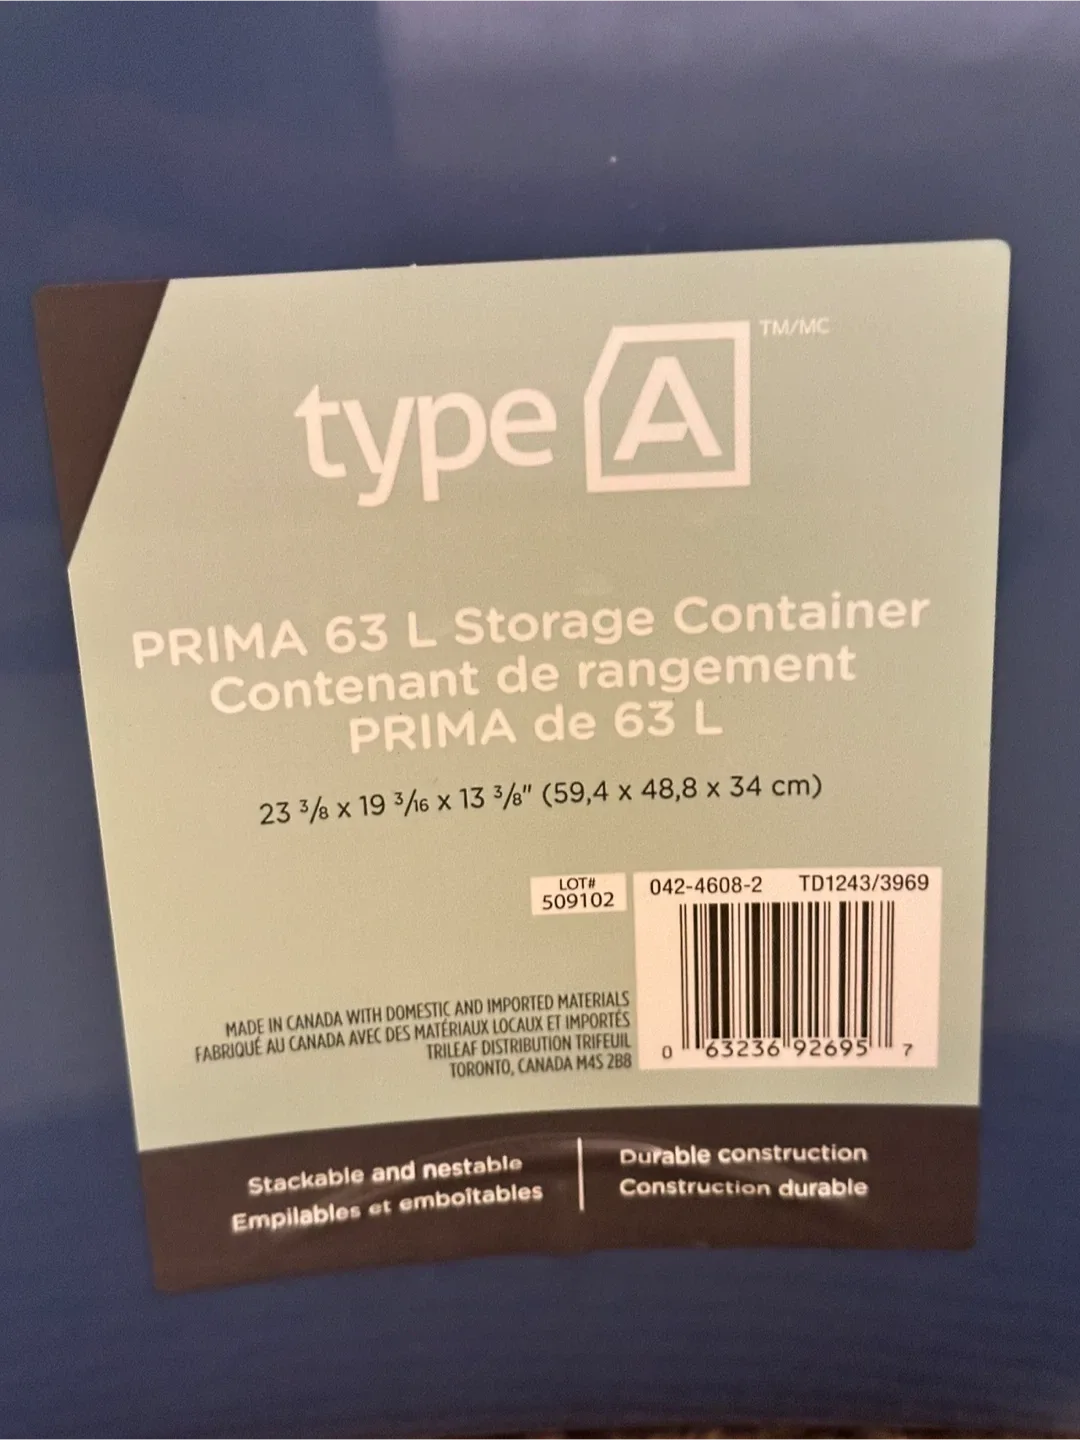 type A TM/MC
PRIMA 63 L Storage Container
Contenant de rangement
PRIMA de 63 L
23 3/8 x 19 3/16 x 13 3/8" (59,4 x 48,8 x 34 cm)
LOT#
509102
042-4608-2 TD1243/3969
0 63236 92695 7
MADE IN CANADA WITH DOMESTIC AND IMPORTED MATERIALS
FABRIQUÉ AU CANADA AVEC DES MATÉRIAUX LOCAUX ET IMPORTÉS
TRILEAF DISTRIBUTION TRIFEUIL
TORONTO, CANADA M4S 2B8
Stackable and nestable
Empilables et emboîtables
Durable construction
Construction durable